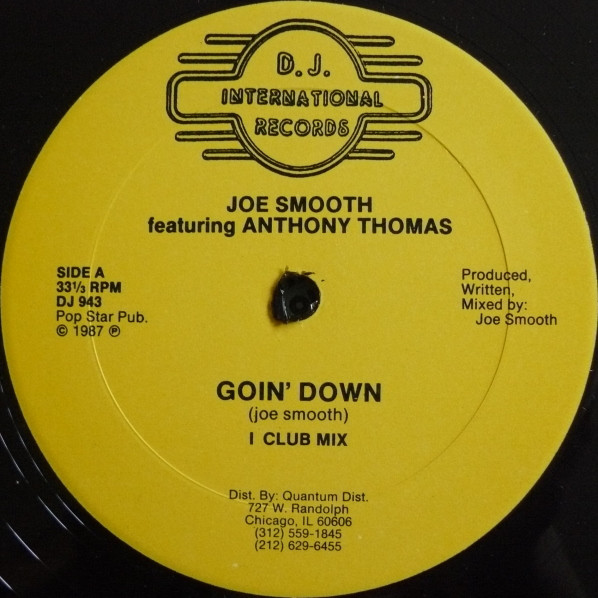 D.J.
INTERNATIONAL
RECORDS
JOE SMOOTH
featuring ANTHONY THOMAS
SIDE A
33⅓ RPM
DJ 943
Pop Star Pub.
© 1987 ℗
Produced,
Written,
Mixed by:
Joe Smooth
GOIN' DOWN
(joe smooth)
I CLUB MIX
Dist. By: Quantum Dist.
727 W. Randolph
Chicago, IL 60606
(312) 559-1845
(212) 629-6455